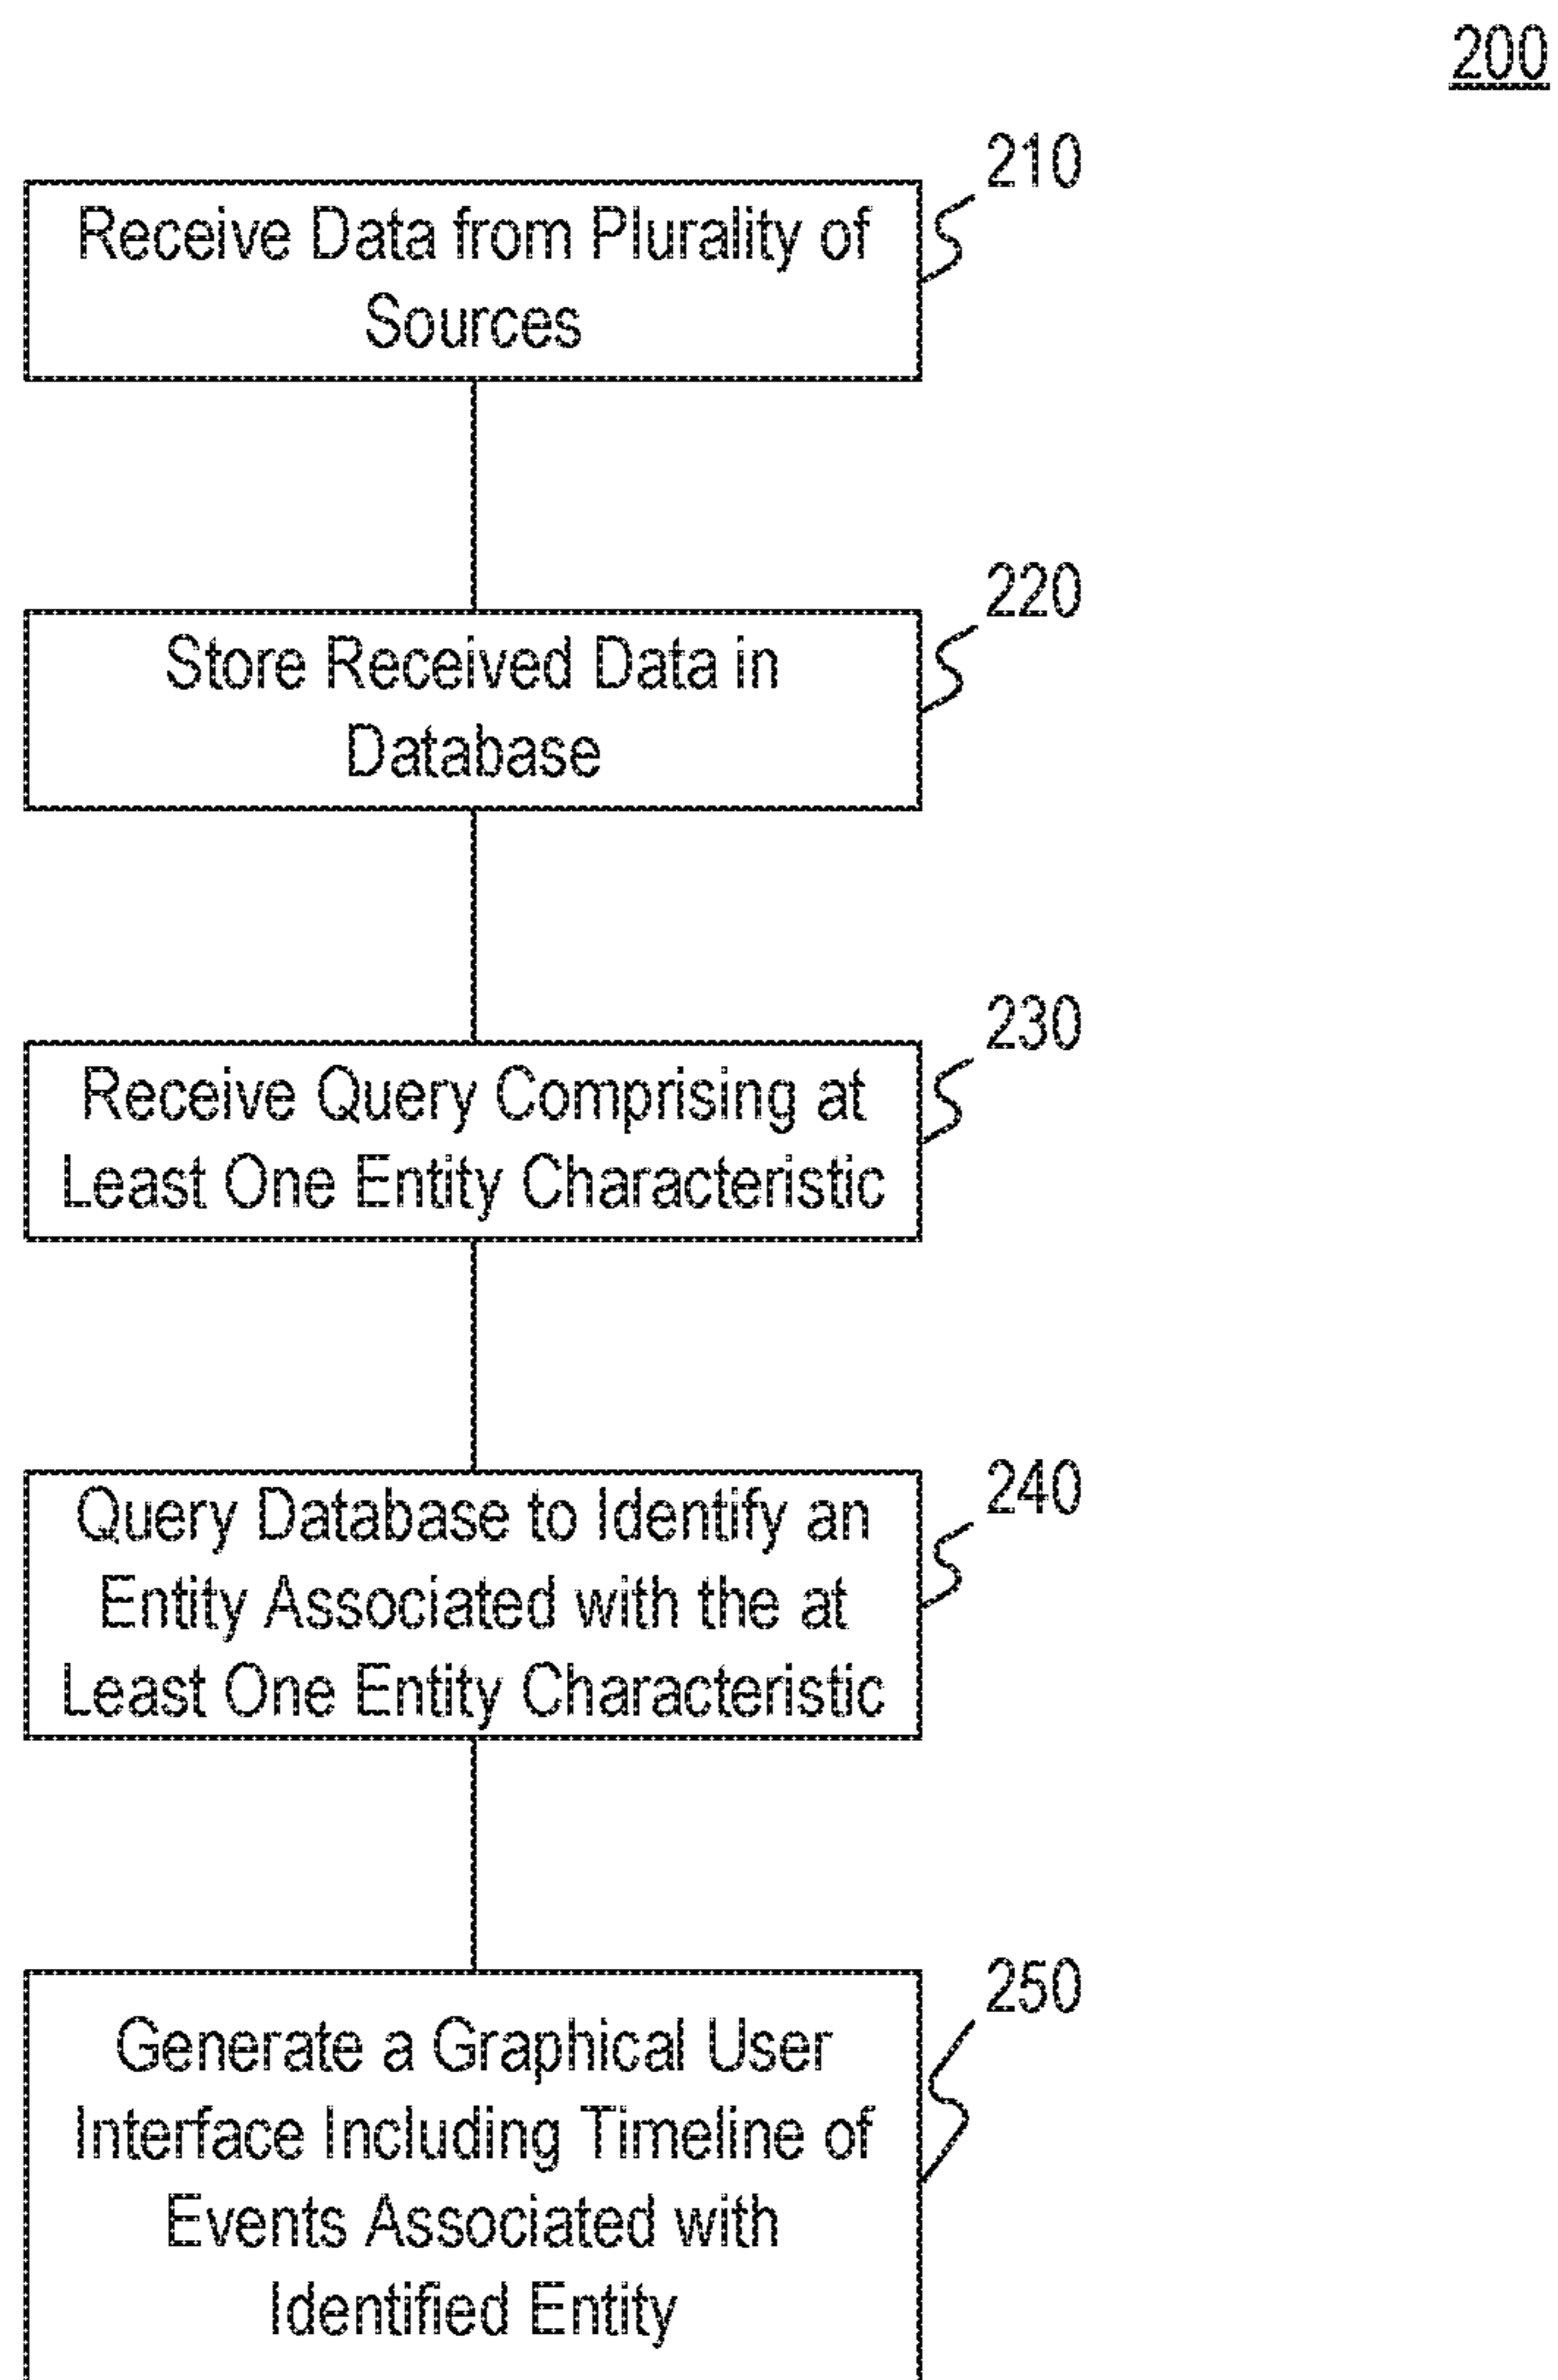 200
210
Receive Data from Plurality of
Sources
220
Store Received Data in
Database
230
Receive Query Comprising at
Least One Entity Characteristic
240
Query Database to Identify an
Entity Associated with the at
Least One Entity Characteristic
250
Generate a Graphical User
Interface Including Timeline of
Events Associated with
Identified Entity